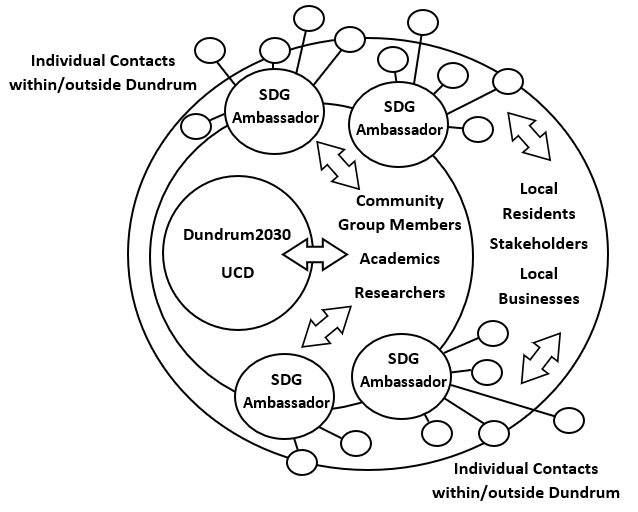 Individual Contacts
within/outside Dundrum
SDG
Ambassador
SDG
Ambassador
Community
Group Members
Academics
Researchers
Local
Residents
Stakeholders
Local
Businesses
Dundrum2030
UCD
SDG
Ambassador
SDG
Ambassador
Individual Contacts
within/outside Dundrum